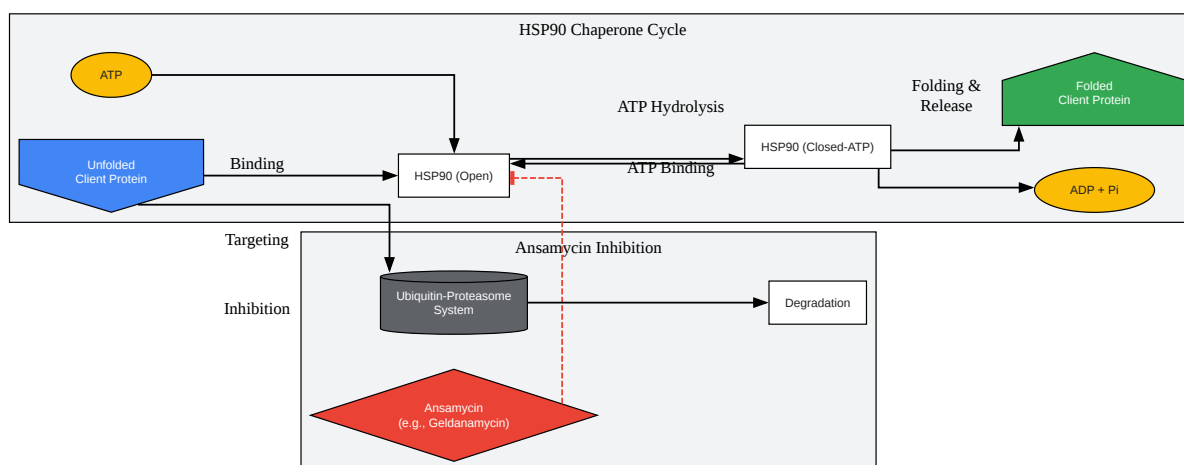 HSP90 Chaperone Cycle
ATP
Folding &
Release
Folded
Client Protein
ATP Hydrolysis
Unfolded
Client Protein
Binding
HSP90 (Open)
HSP90 (Closed-ATP)
ATP Binding
ADP + Pi
Targeting
Ansamycin Inhibition
Inhibition
Ubiquitin-Proteasome
System
Degradation
Ansamycin
(e.g., Geldanamycin)